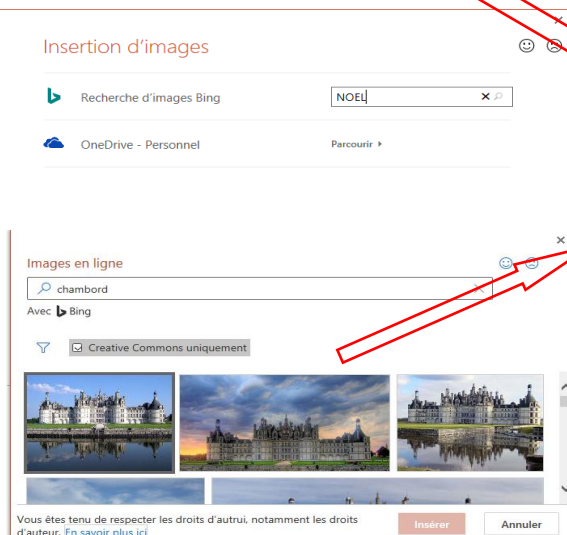 Insertion d'images
Recherche d'images Bing NOEL
OneDrive - Personnel Parcourir
Images en ligne
chambord
Avec Bing
Creative Commons uniquement
Vous êtes tenu de respecter les droits d'autrui, notamment les droits
d'auteur. En savoir plus ici
Insérer Annuler